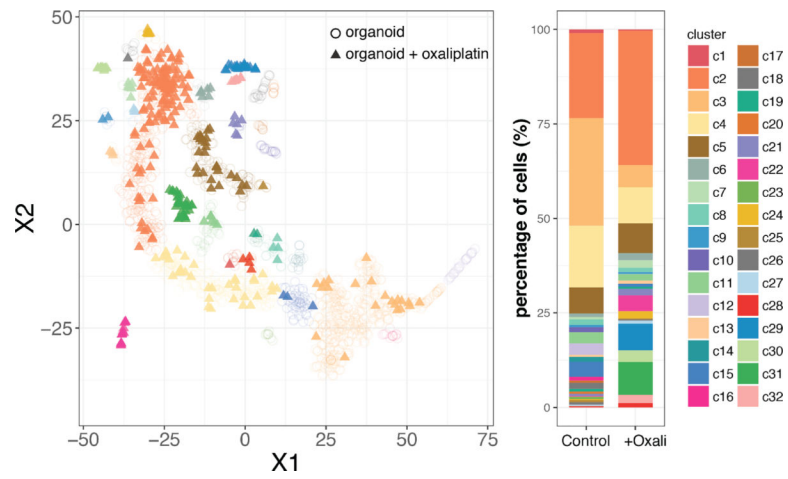 organoid
organoid + oxaliplatin
50
25
0
−25
−50
−25
0
25
50
75
X1
X2
percentage of cells (%)
100
75
50
25
0
Control
+Oxali
cluster
c1
c2
c3
c4
c5
c6
c7
c8
c9
c10
c11
c12
c13
c14
c15
c16
c17
c18
c19
c20
c21
c22
c23
c24
c25
c26
c27
c28
c29
c30
c31
c32